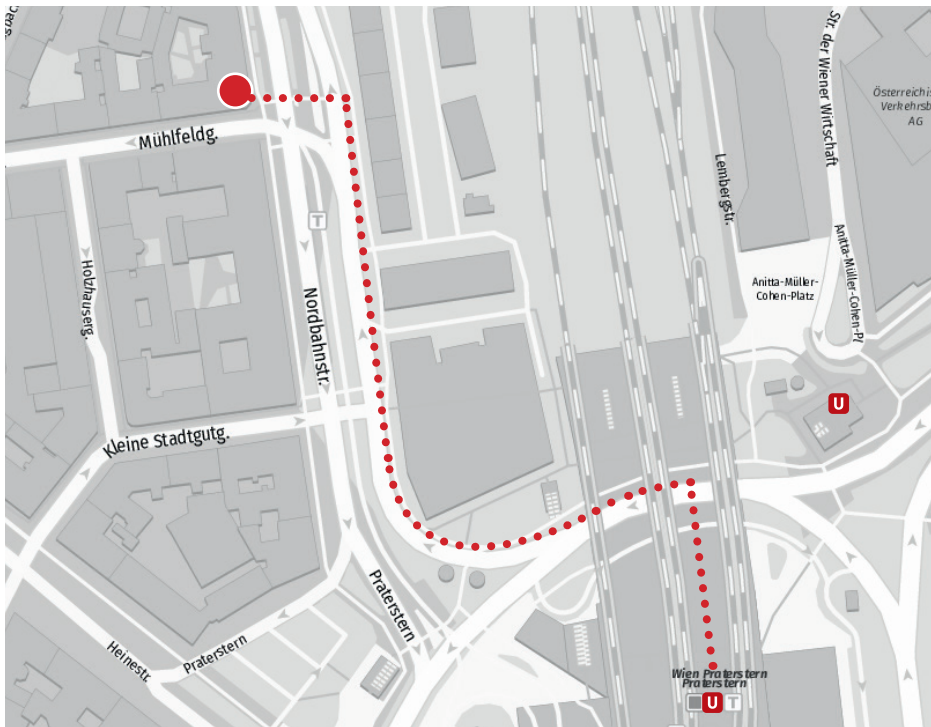 Str. der Wiener Wirtschaft
Verkehrsb
AG
Mühlfeldg.
T
Lembergstr.
Anitta-Müller-
Cohen-Platz
Anitta-Müller-Cohen-Pl
Holzhauserg.
Nordbahnstr.
U
Kleine Stadtgutg.
Praterstern
Praterstern
Heinestr.
Wien Praterstern
Praterstern
U
T